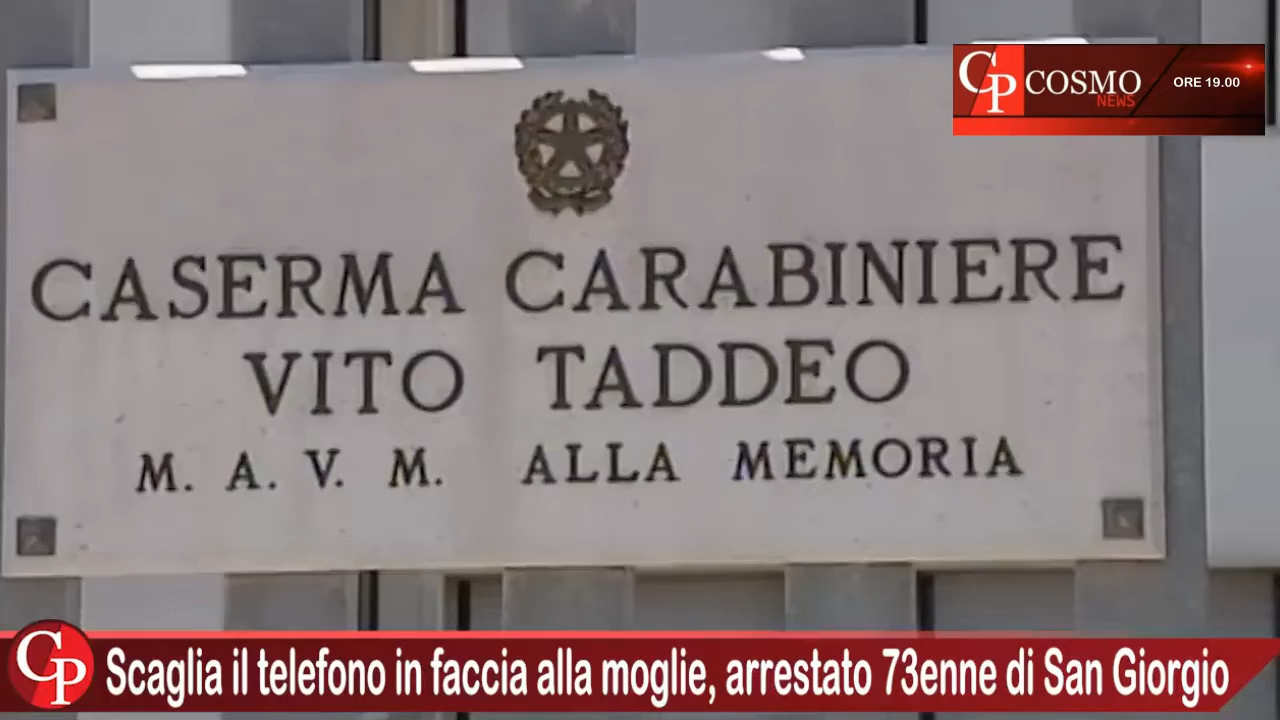 CP COSMO
NEWS
ORE 19.00
CASERMA CARABINIERE
VITO TADDEO
M. A. V. M. ALLA MEMORIA
CP Scaglia il telefono in faccia alla moglie, arrestato 73enne di San Giorgio